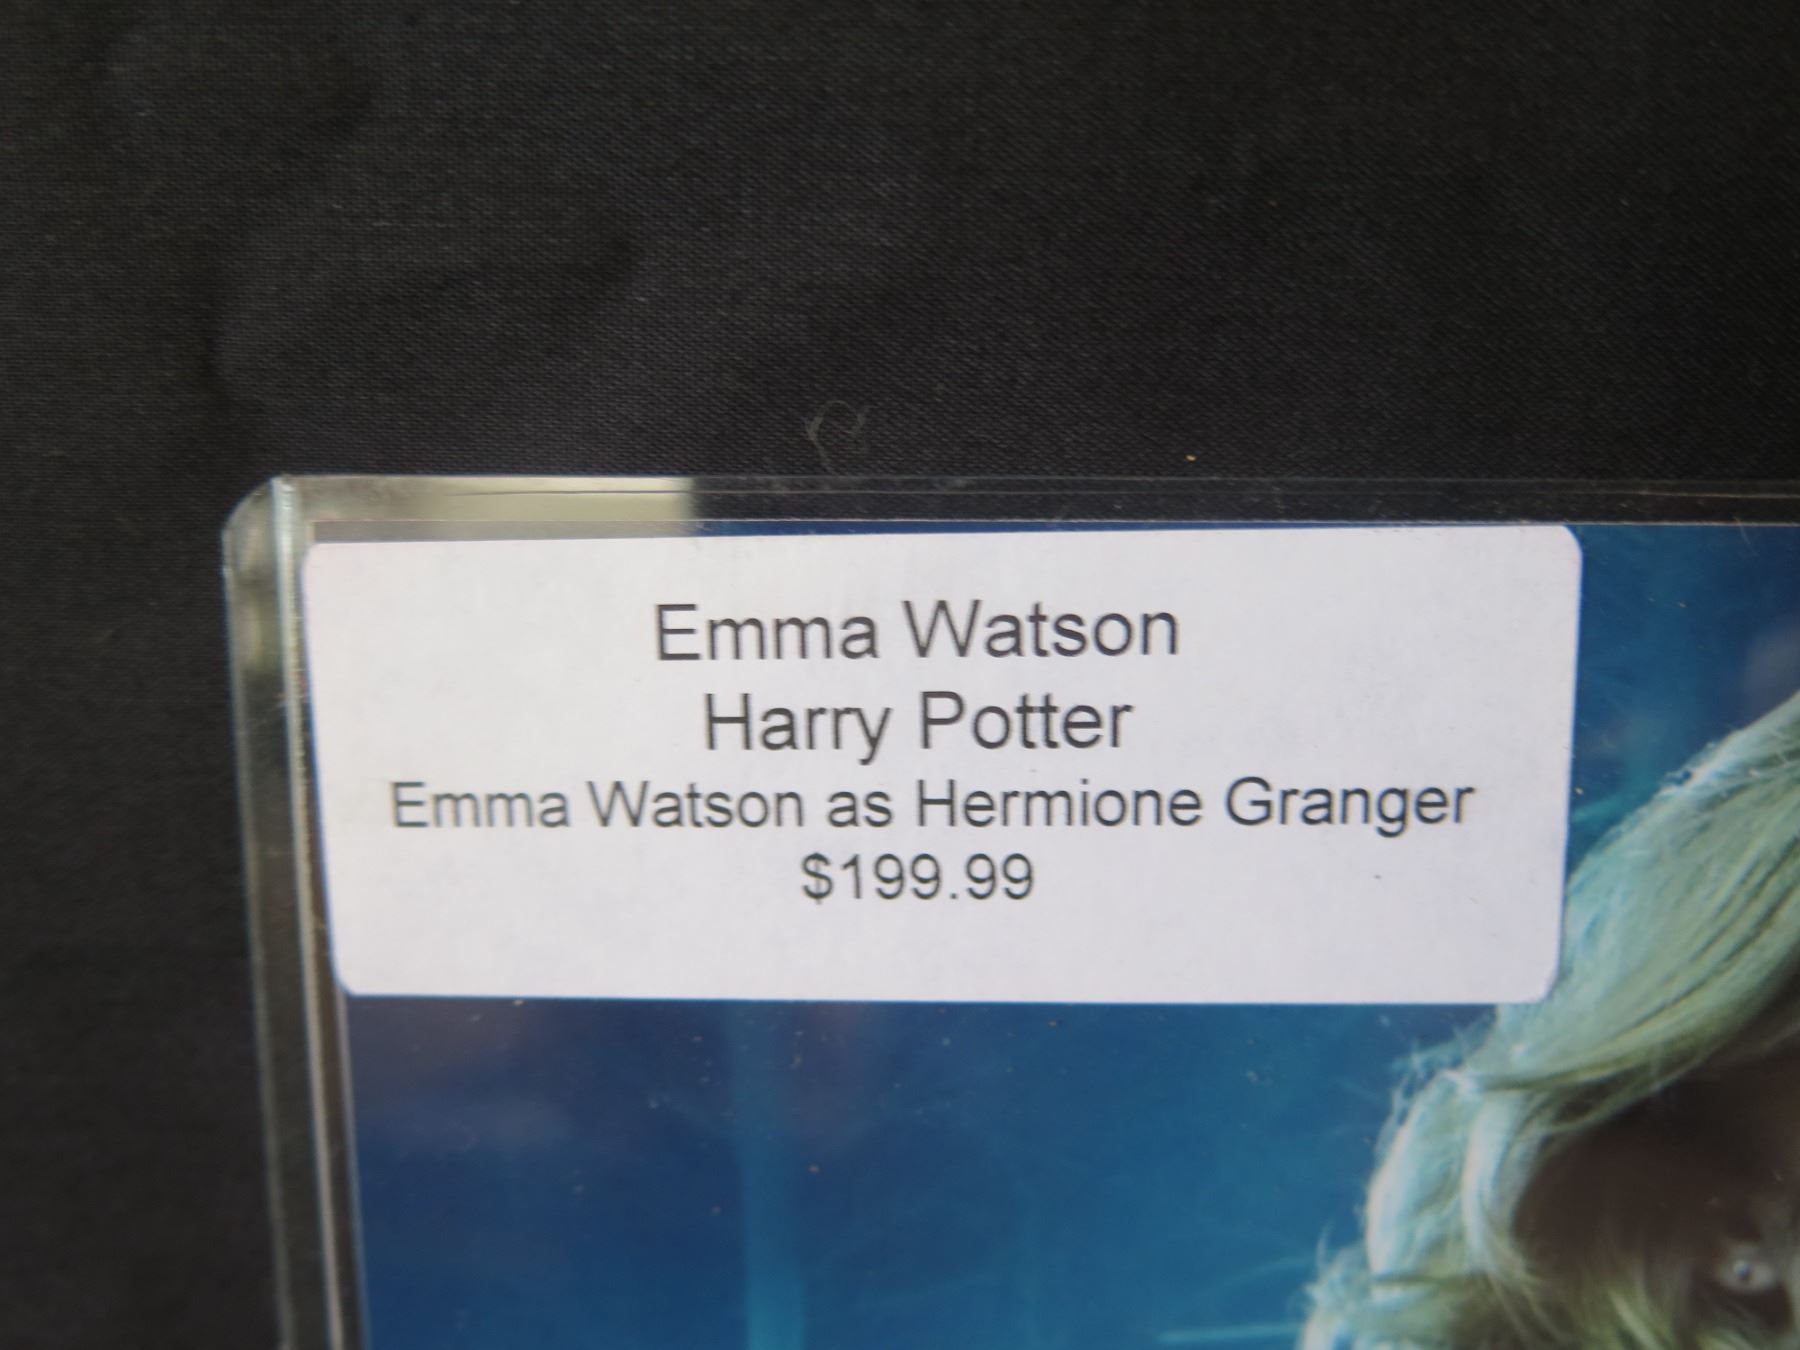 Emma Watson
Harry Potter
Emma Watson as Hermione Granger
$199.99